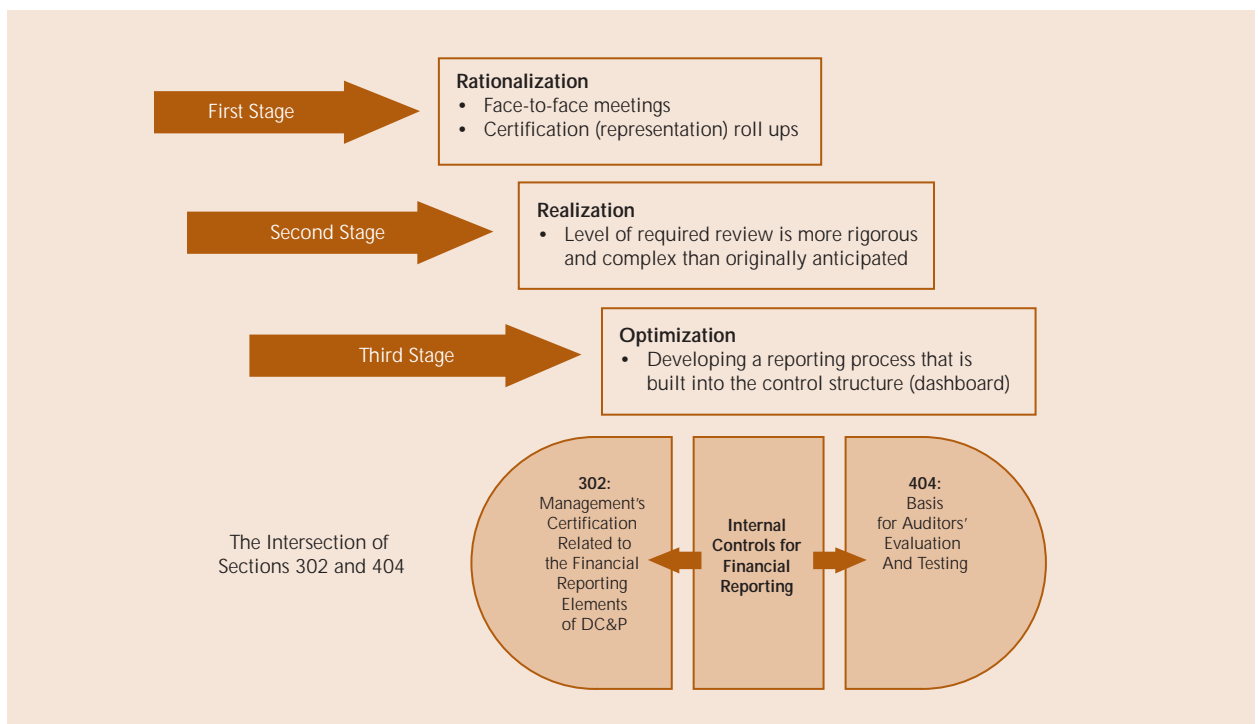 First Stage
Rationalization
• Face-to-face meetings
• Certification (representation) roll ups
Second Stage
Realization
• Level of required review is more rigorous
and complex than originally anticipated
Third Stage
Optimization
• Developing a reporting process that is
built into the control structure (dashboard)
The Intersection of
Sections 302 and 404
302:
Management's
Certification
Related to
the Financial
Reporting
Elements
of DC&P
Internal
Controls for
Financial
Reporting
404:
Basis
for Auditors'
Evaluation
And Testing